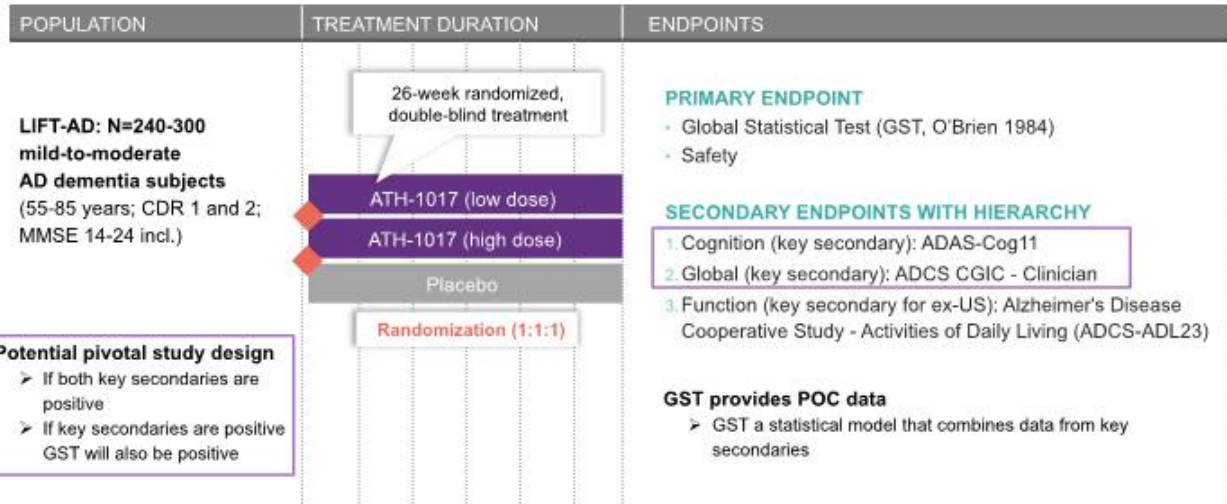 POPULATION
TREATMENT DURATION
ENDPOINTS
LIFT-AD: N=240-300
mild-to-moderate
AD dementia subjects
(55-85 years; CDR 1 and 2;
MMSE 14-24 incl.)
Potential pivotal study design
➢ If both key secondaries are
positive
➢ If key secondaries are positive
GST will also be positive
26-week randomized,
double-blind treatment
ATH-1017 (low dose)
ATH-1017 (high dose)
Placebo
Randomization (1:1:1)
PRIMARY ENDPOINT
• Global Statistical Test (GST, O'Brien 1984)
• Safety
SECONDARY ENDPOINTS WITH HIERARCHY
1. Cognition (key secondary): ADAS-Cog11
2. Global (key secondary): ADCS CGIC - Clinician
3. Function (key secondary for ex-US): Alzheimer's Disease
Cooperative Study - Activities of Daily Living (ADCS-ADL23)
GST provides POC data
➢ GST a statistical model that combines data from key
secondaries